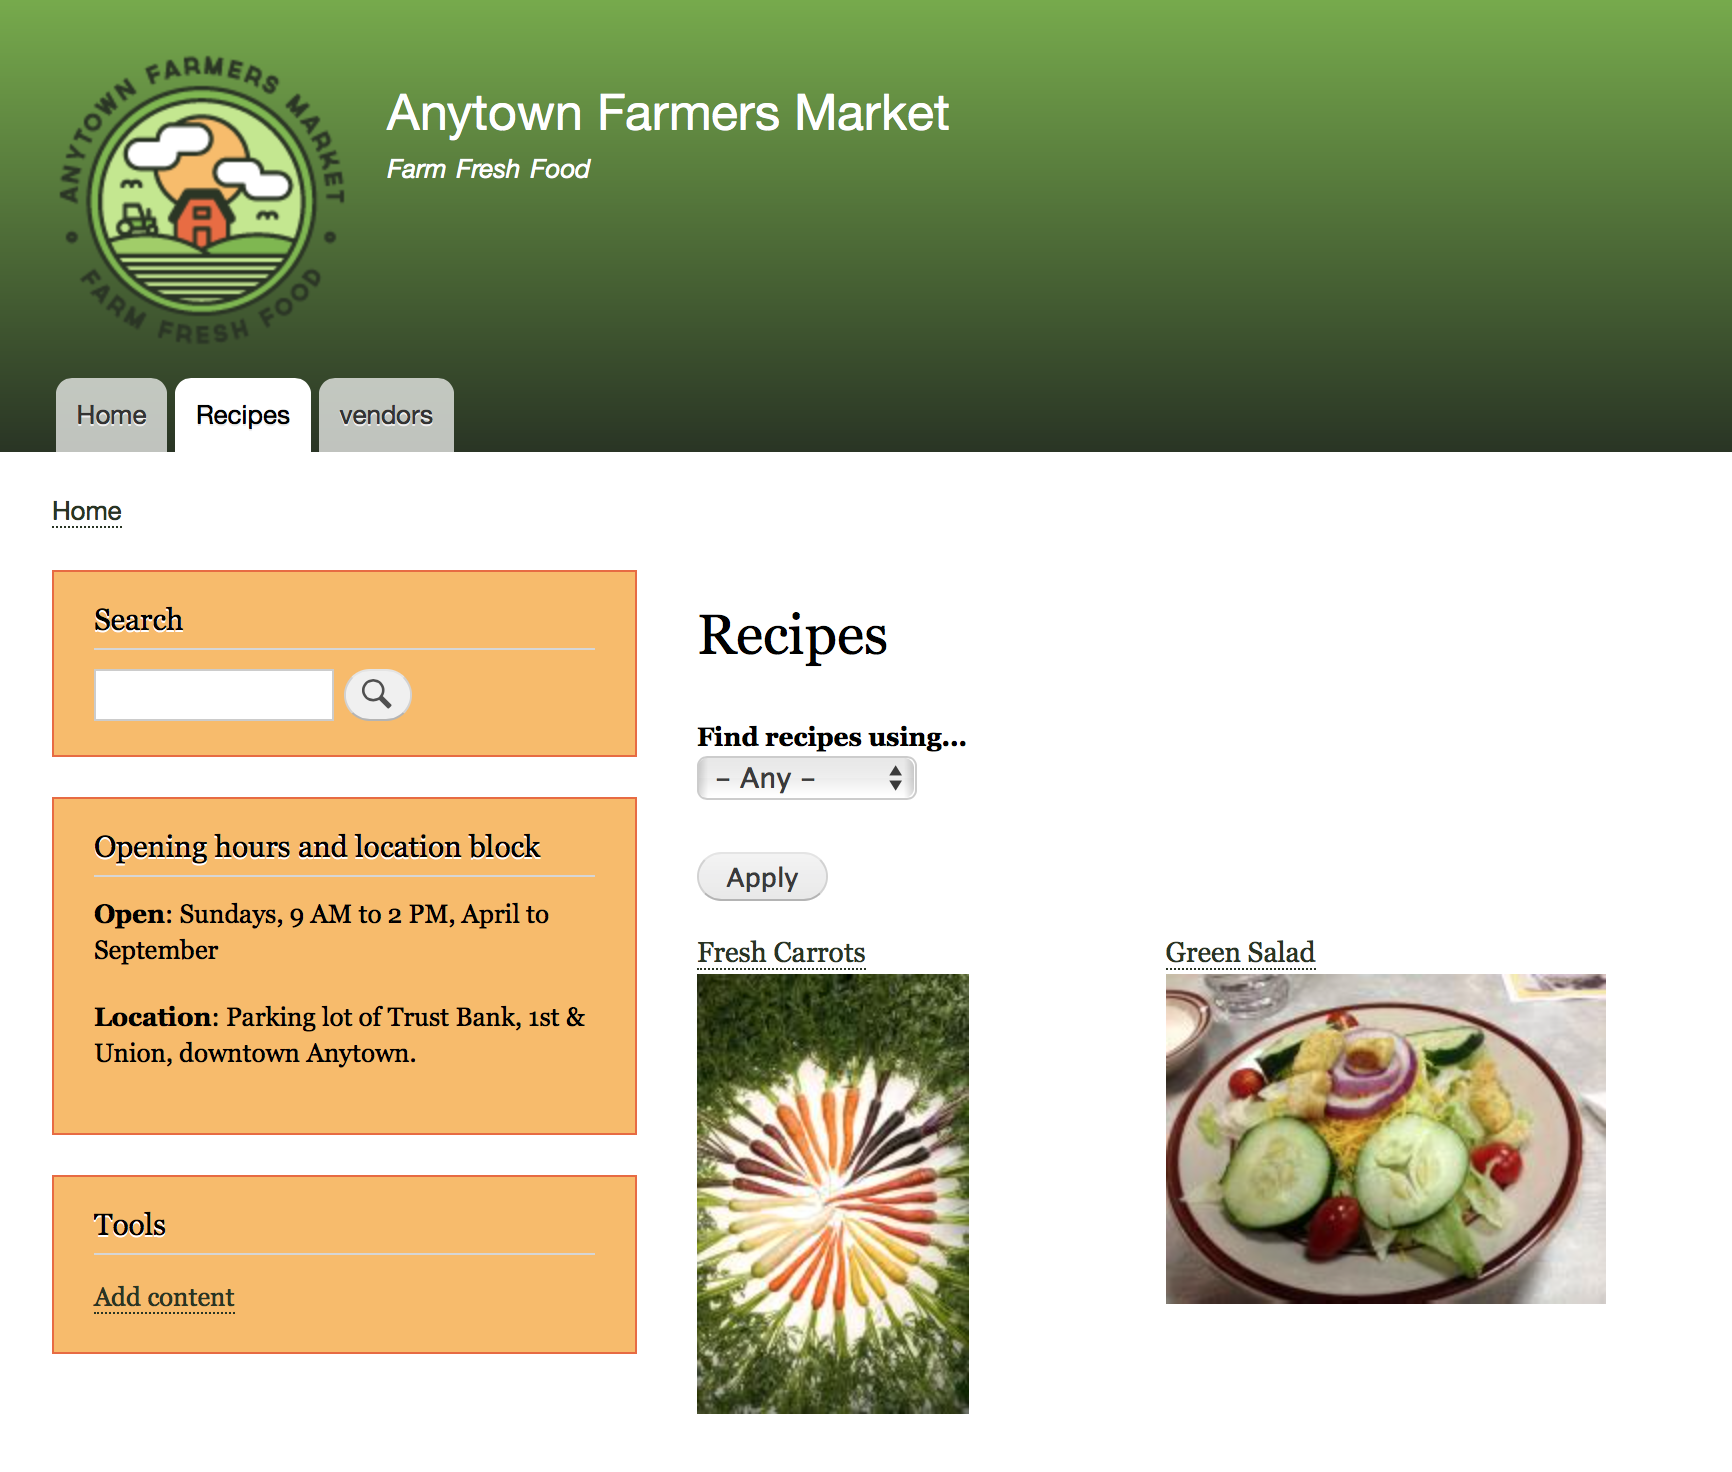 ANYTOWN FARMERS MARKET
FARM FRESH FOOD
Anytown Farmers Market
Farm Fresh Food
Home
Recipes
vendors
Home
Search
Opening hours and location block
Open: Sundays, 9 AM to 2 PM, April to
September
Location: Parking lot of Trust Bank, 1st &
Union, downtown Anytown.
Tools
Add content
Recipes
Find recipes using...
- Any -
Apply
Fresh Carrots
Green Salad